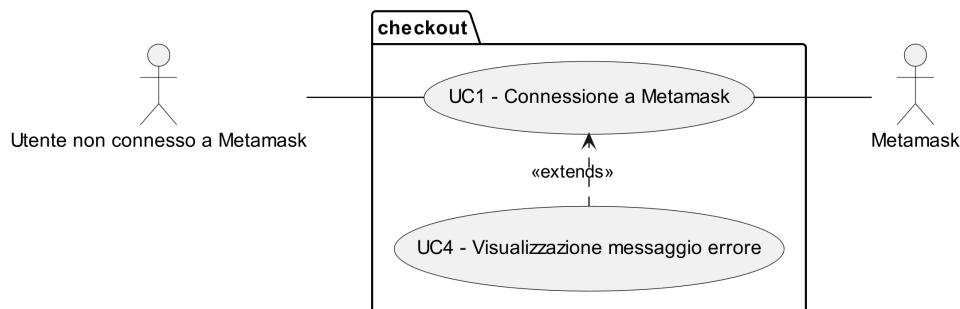 checkout
UC1 - Connessione a Metamask
Utente non connesso a Metamask
Metamask
«extends»
UC4 - Visualizzazione messaggio errore